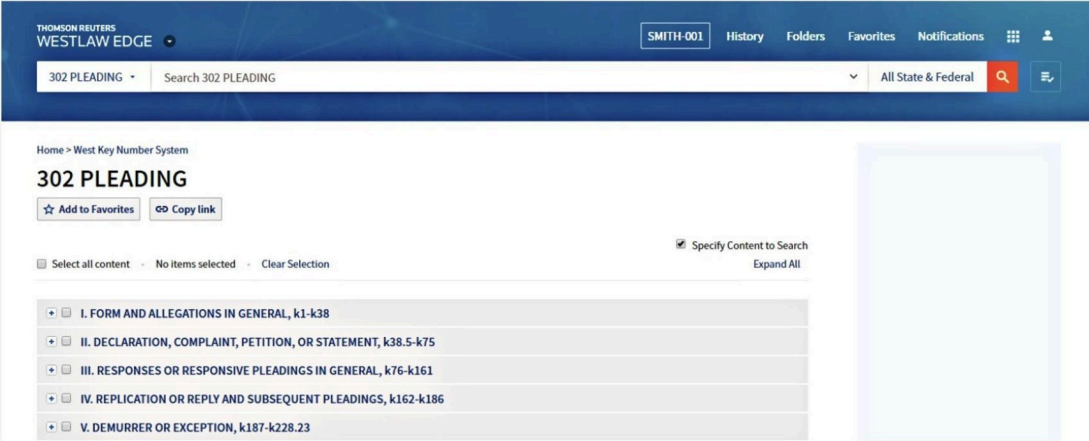 THOMSON REUTERS
WESTLAW EDGE
SMITH-001 History Folders Favorites Notifications
302 PLEADING Search 302 PLEADING All State & Federal
Home > West Key Number System
302 PLEADING
Add to Favorites Copy link
Specify Content to Search
Select all content No items selected Clear Selection Expand All
I. FORM AND ALLEGATIONS IN GENERAL, k1-k38
II. DECLARATION, COMPLAINT, PETITION, OR STATEMENT, k38.5-k75
III. RESPONSES OR RESPONSIVE PLEADINGS IN GENERAL, k76-k161
IV. REPLICATION OR REPLY AND SUBSEQUENT PLEADINGS, k162-k186
V. DEMURRER OR EXCEPTION, k187-k228.23